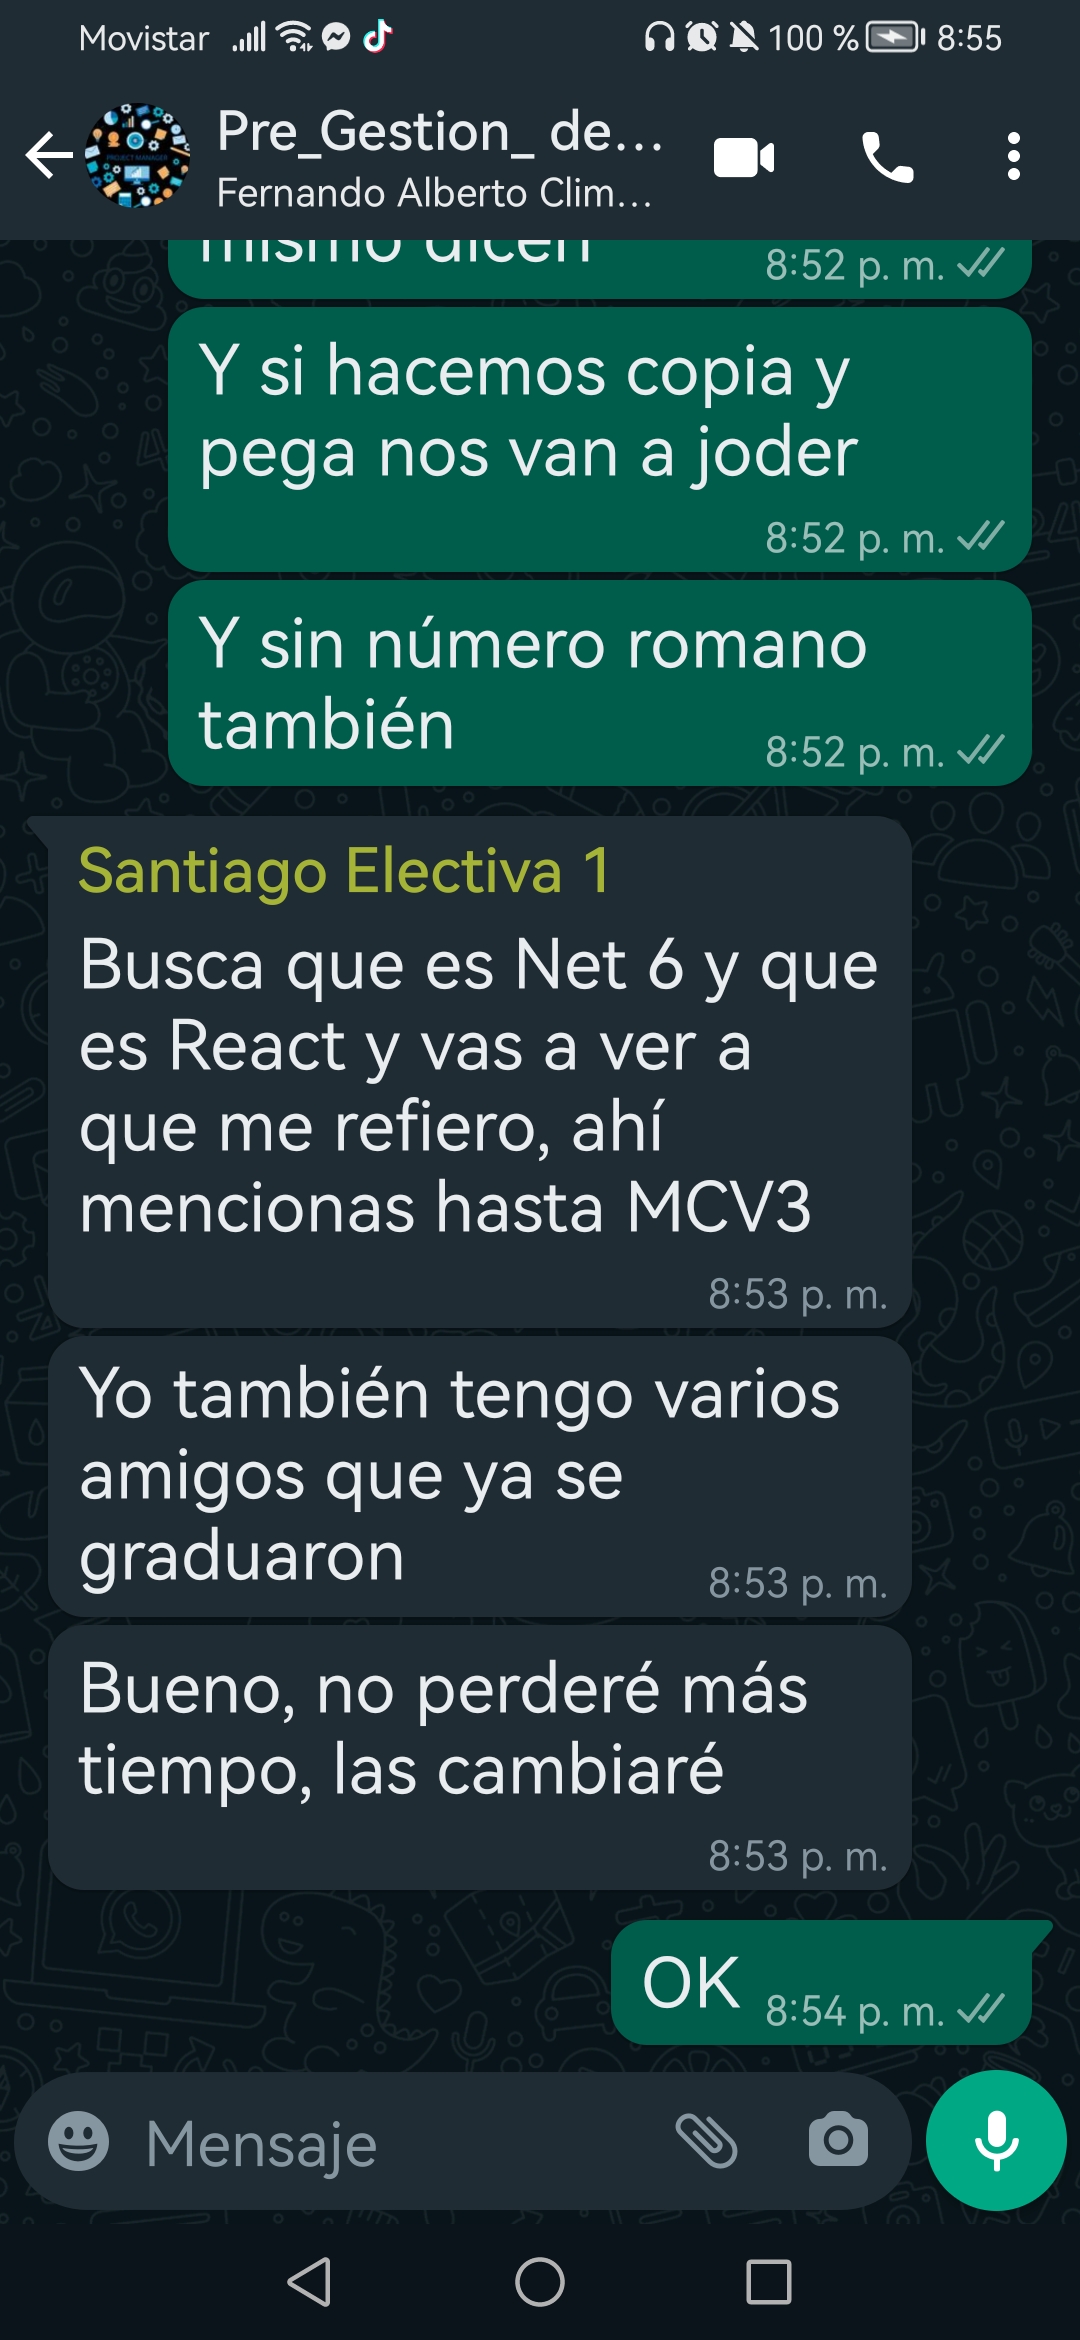 Movistar 100 % 8:55
Pre_Gestion_ de...
Fernando Alberto Clim...
PROJECT MANAGER
mismo dicen
8:52 p. m.
Y si hacemos copia y
pega nos van a joder
8:52 p. m.
Y sin número romano
también
8:52 p. m.
Santiago Electiva 1
Busca que es Net 6 y que
es React y vas a ver a
que me refiero, ahí
mencionas hasta MCV3
8:53 p. m.
Yo también tengo varios
amigos que ya se
graduaron
8:53 p. m.
Bueno, no perderé más
tiempo, las cambiaré
8:53 p. m.
OK
8:54 p. m.
Mensaje